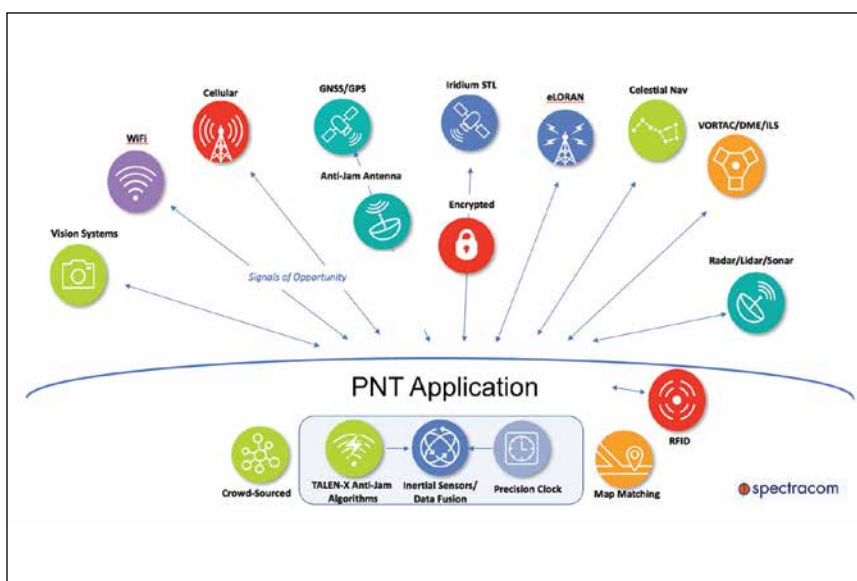 Cellular
GNSS/GPS
Iridium STL
eLORAN
Celestial Nav
VORTAC/DME/ILS
WiFi
Anti-Jam Antenna
Encrypted
Vision Systems
Signals of Opportunity
Radar/Lidar/Sonar
PNT Application
RFID
Crowd-Sourced
TALEN-X Anti-Jam
Algorithms
Inertial Sensors/
Data Fusion
Precision Clock
Map Matching
spectracom